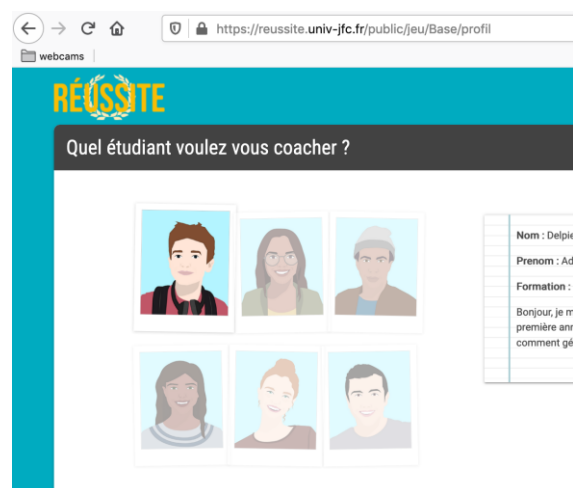 https://reussite.univ-jfc.fr/public/jeu/Base/profil
webcams
RÉUSSITE
Quel étudiant voulez vous coacher ?
Nom : Delpie
Prenom : Ad
Formation :
Bonjour, je m
première ann
comment gé